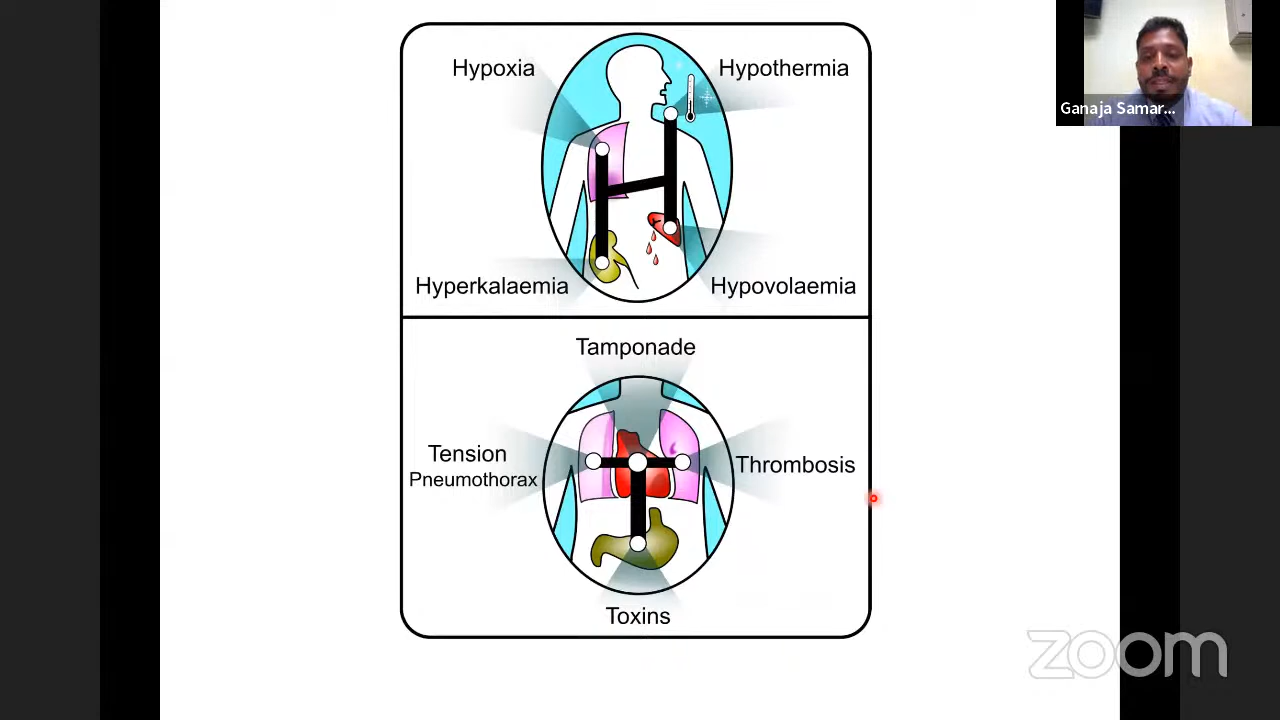 Hypoxia
Hypothermia
Hyperkalaemia
Hypovolaemia
Tamponade
Tension
Pneumothorax
Thrombosis
Toxins
Ganaja Samar...
zoom